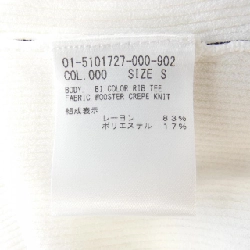 01-5101727-000-902
COL.000 SIZE S
BODY BI COLOR RIB TEE
FABRIC WOOSTER CREPE KNIT
組成表示
レーヨン 83%
ポリエステル 17%